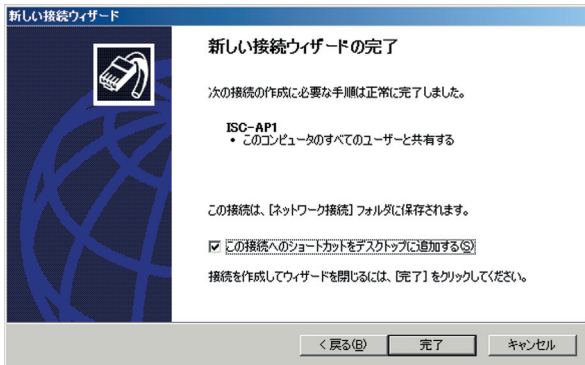 新しい接続ウィザード
新しい接続ウィザードの完了
次の接続の作成に必要な手順は正常に完了しました。
ISC-AP1
• このコンピュータのすべてのユーザーと共有する
この接続は、[ネットワーク接続] フォルダに保存されます。
この接続へのショートカットをデスクトップに追加する(S)
接続を作成してウィザードを閉じるには、[完了] をクリックしてください。
< 戻る(B)
完了
キャンセル